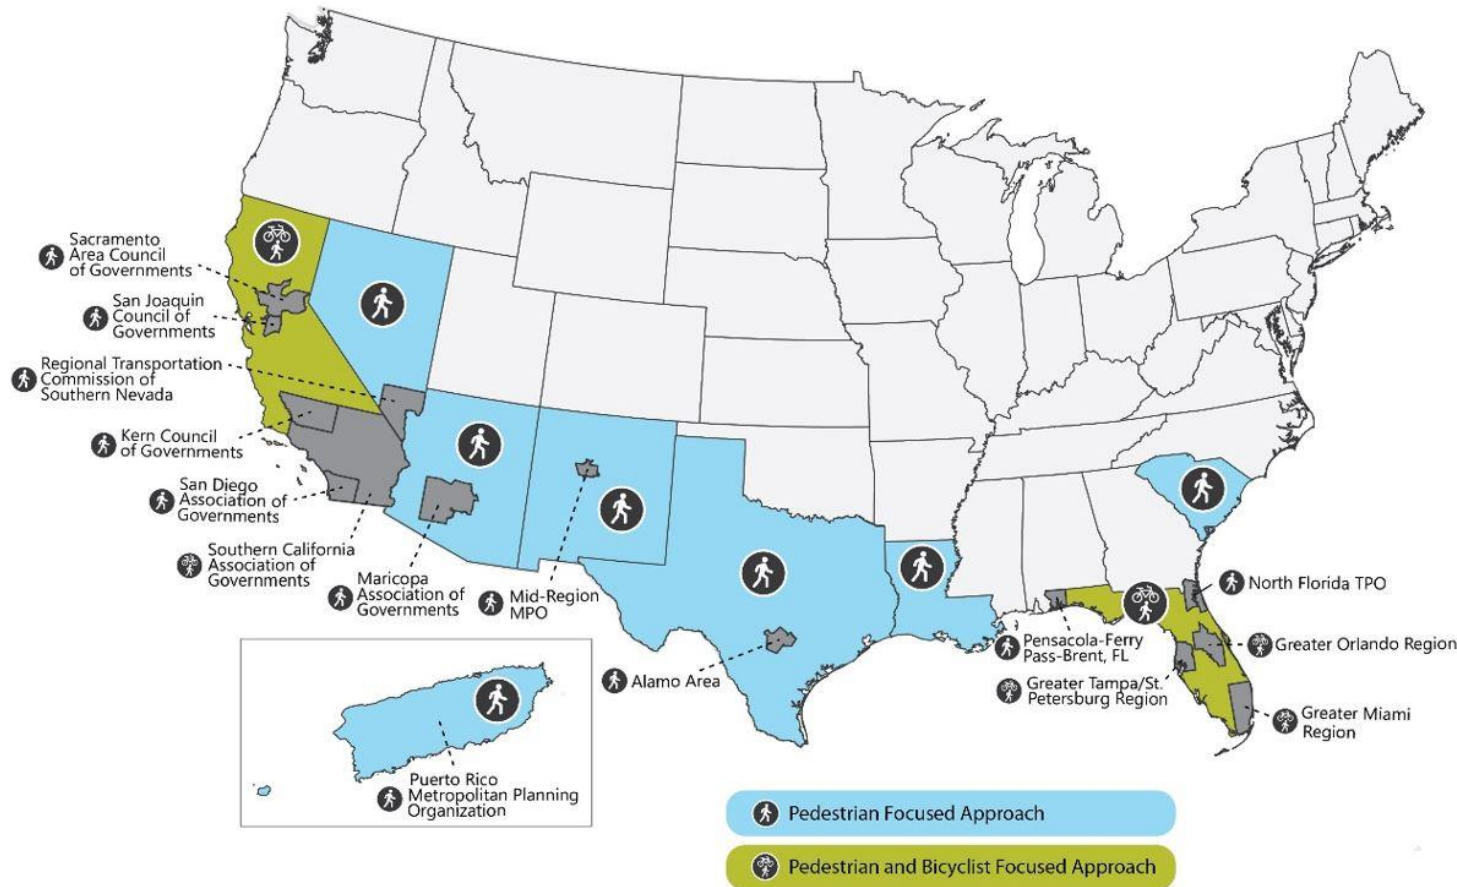 Sacramento
Area Council
of Governments
San Joaquin
Council of
Governments
Regional Transportation
Commission of
Southern Nevada
Kern Council
of Governments
San Diego
Association of
Governments
Southern California
Association of
Governments
Maricopa
Association of
Governments
Mid-Region
MPO
Alamo Area
North Florida TPO
Pensacola-Ferry
Pass-Brent, FL
Greater Orlando Region
Greater Tampa/St.
Petersburg Region
Greater Miami
Region
Puerto Rico
Metropolitan Planning
Organization
Pedestrian Focused Approach
Pedestrian and Bicyclist Focused Approach